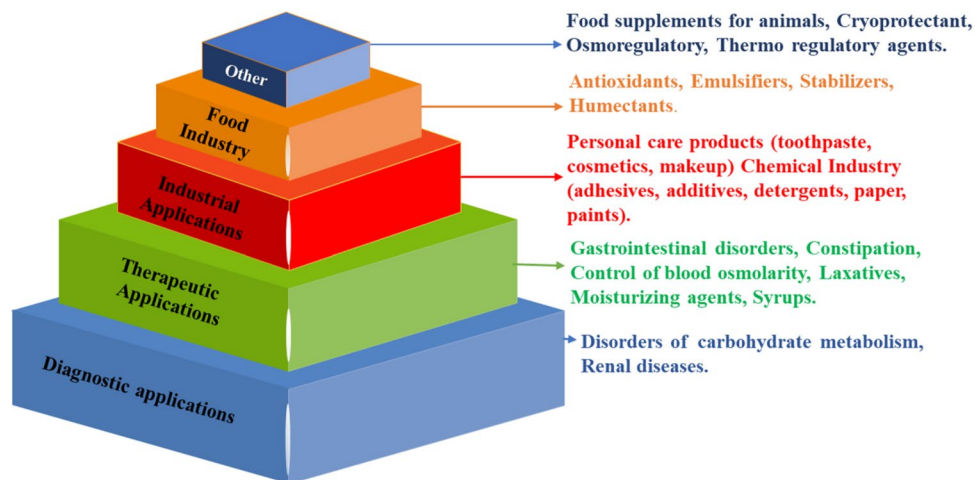 Other
Food supplements for animals, Cryoprotectant,
Osmoregulatory, Thermo regulatory agents.
Food
Industry
Antioxidants, Emulsifiers, Stabilizers,
Humectants.
Industrial
Applications
Personal care products (toothpaste,
cosmetics, makeup) Chemical Industry
(adhesives, additives, detergents, paper,
paints).
Therapeutic
Applications
Gastrointestinal disorders, Constipation,
Control of blood osmolarity, Laxatives,
Moisturizing agents, Syrups.
Diagnostic applications
Disorders of carbohydrate metabolism,
Renal diseases.